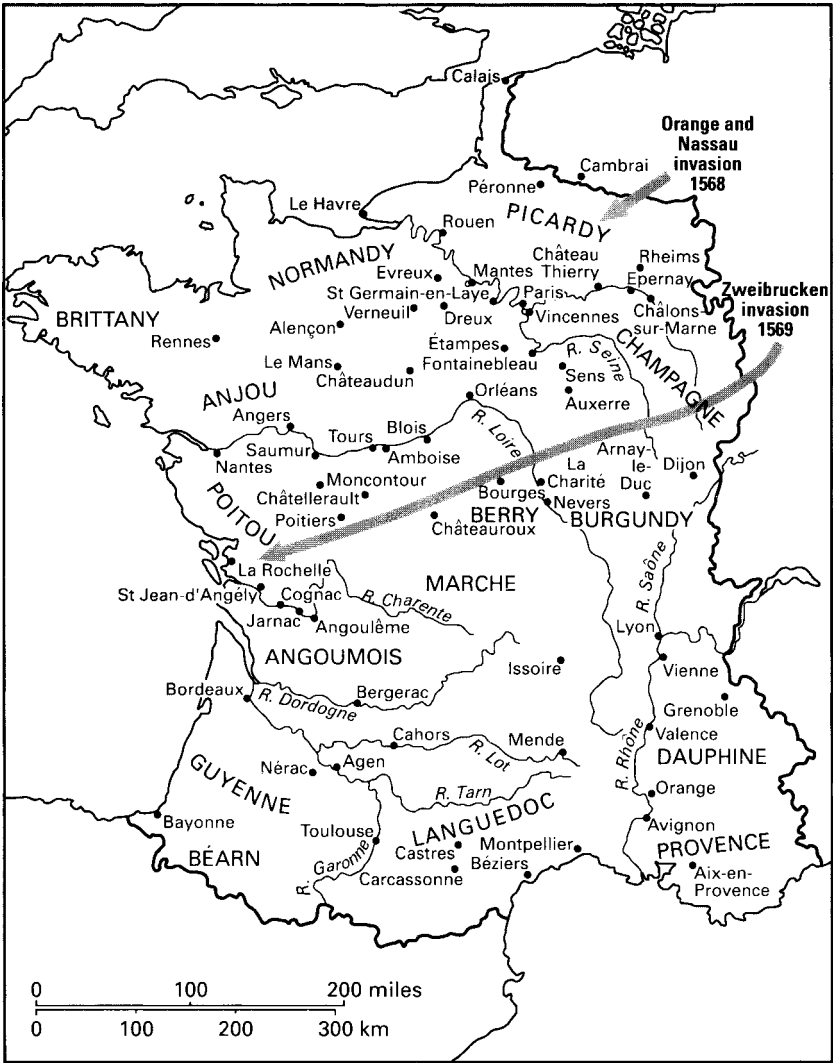 Calais
Orange and
Nassau
invasion
1568
Cambrai
Péronne
Le Havre
PICARDY
Rouen
NORMANDY
Château
Thierry
Rheims
Evreux
Mantes
Epernay
Zweibrucken
invasion
1569
St Germain-en-Laye
Paris
Verneuil
Dreux
Vincennes
Châlons-
sur-Marne
BRITTANY
Alençon
Rennes
Étampes
Fontainebleau
R. Seine
CHAMPAGNE
Le Mans
Châteaudun
Sens
Auxerre
ANJOU
Orléans
Angers
Blois
R. Loire
Tours
Amboise
Saumur
Nantes
Arnay-
le-
Duc
Dijon
La
Charité
Moncontour
Bourges
Nevers
Châtellerault
POITOU
Poitiers
BERRY
BURGUNDY
Châteauroux
La Rochelle
MARCHE
R. Saône
St Jean-d'Angély
Cognac
R. Charente
Jarnac
Angoulême
Lyon
ANGOUMOIS
Issoire
Vienne
Bordeaux
R. Dordogne
Bergerac
Grenoble
Valence
Cahors
R. Lot
Mende
R. Rhône
DAUPHINE
GUYENNE
Nérac
Agen
R. Tarn
Orange
Bayonne
Toulouse
LANGUEDOC
Avignon
BÉARN
R. Garonne
Castres
Montpellier
PROVENCE
Carcassonne
Béziers
Aix-en-
Provence
0 100 200 miles
0 100 200 300 km